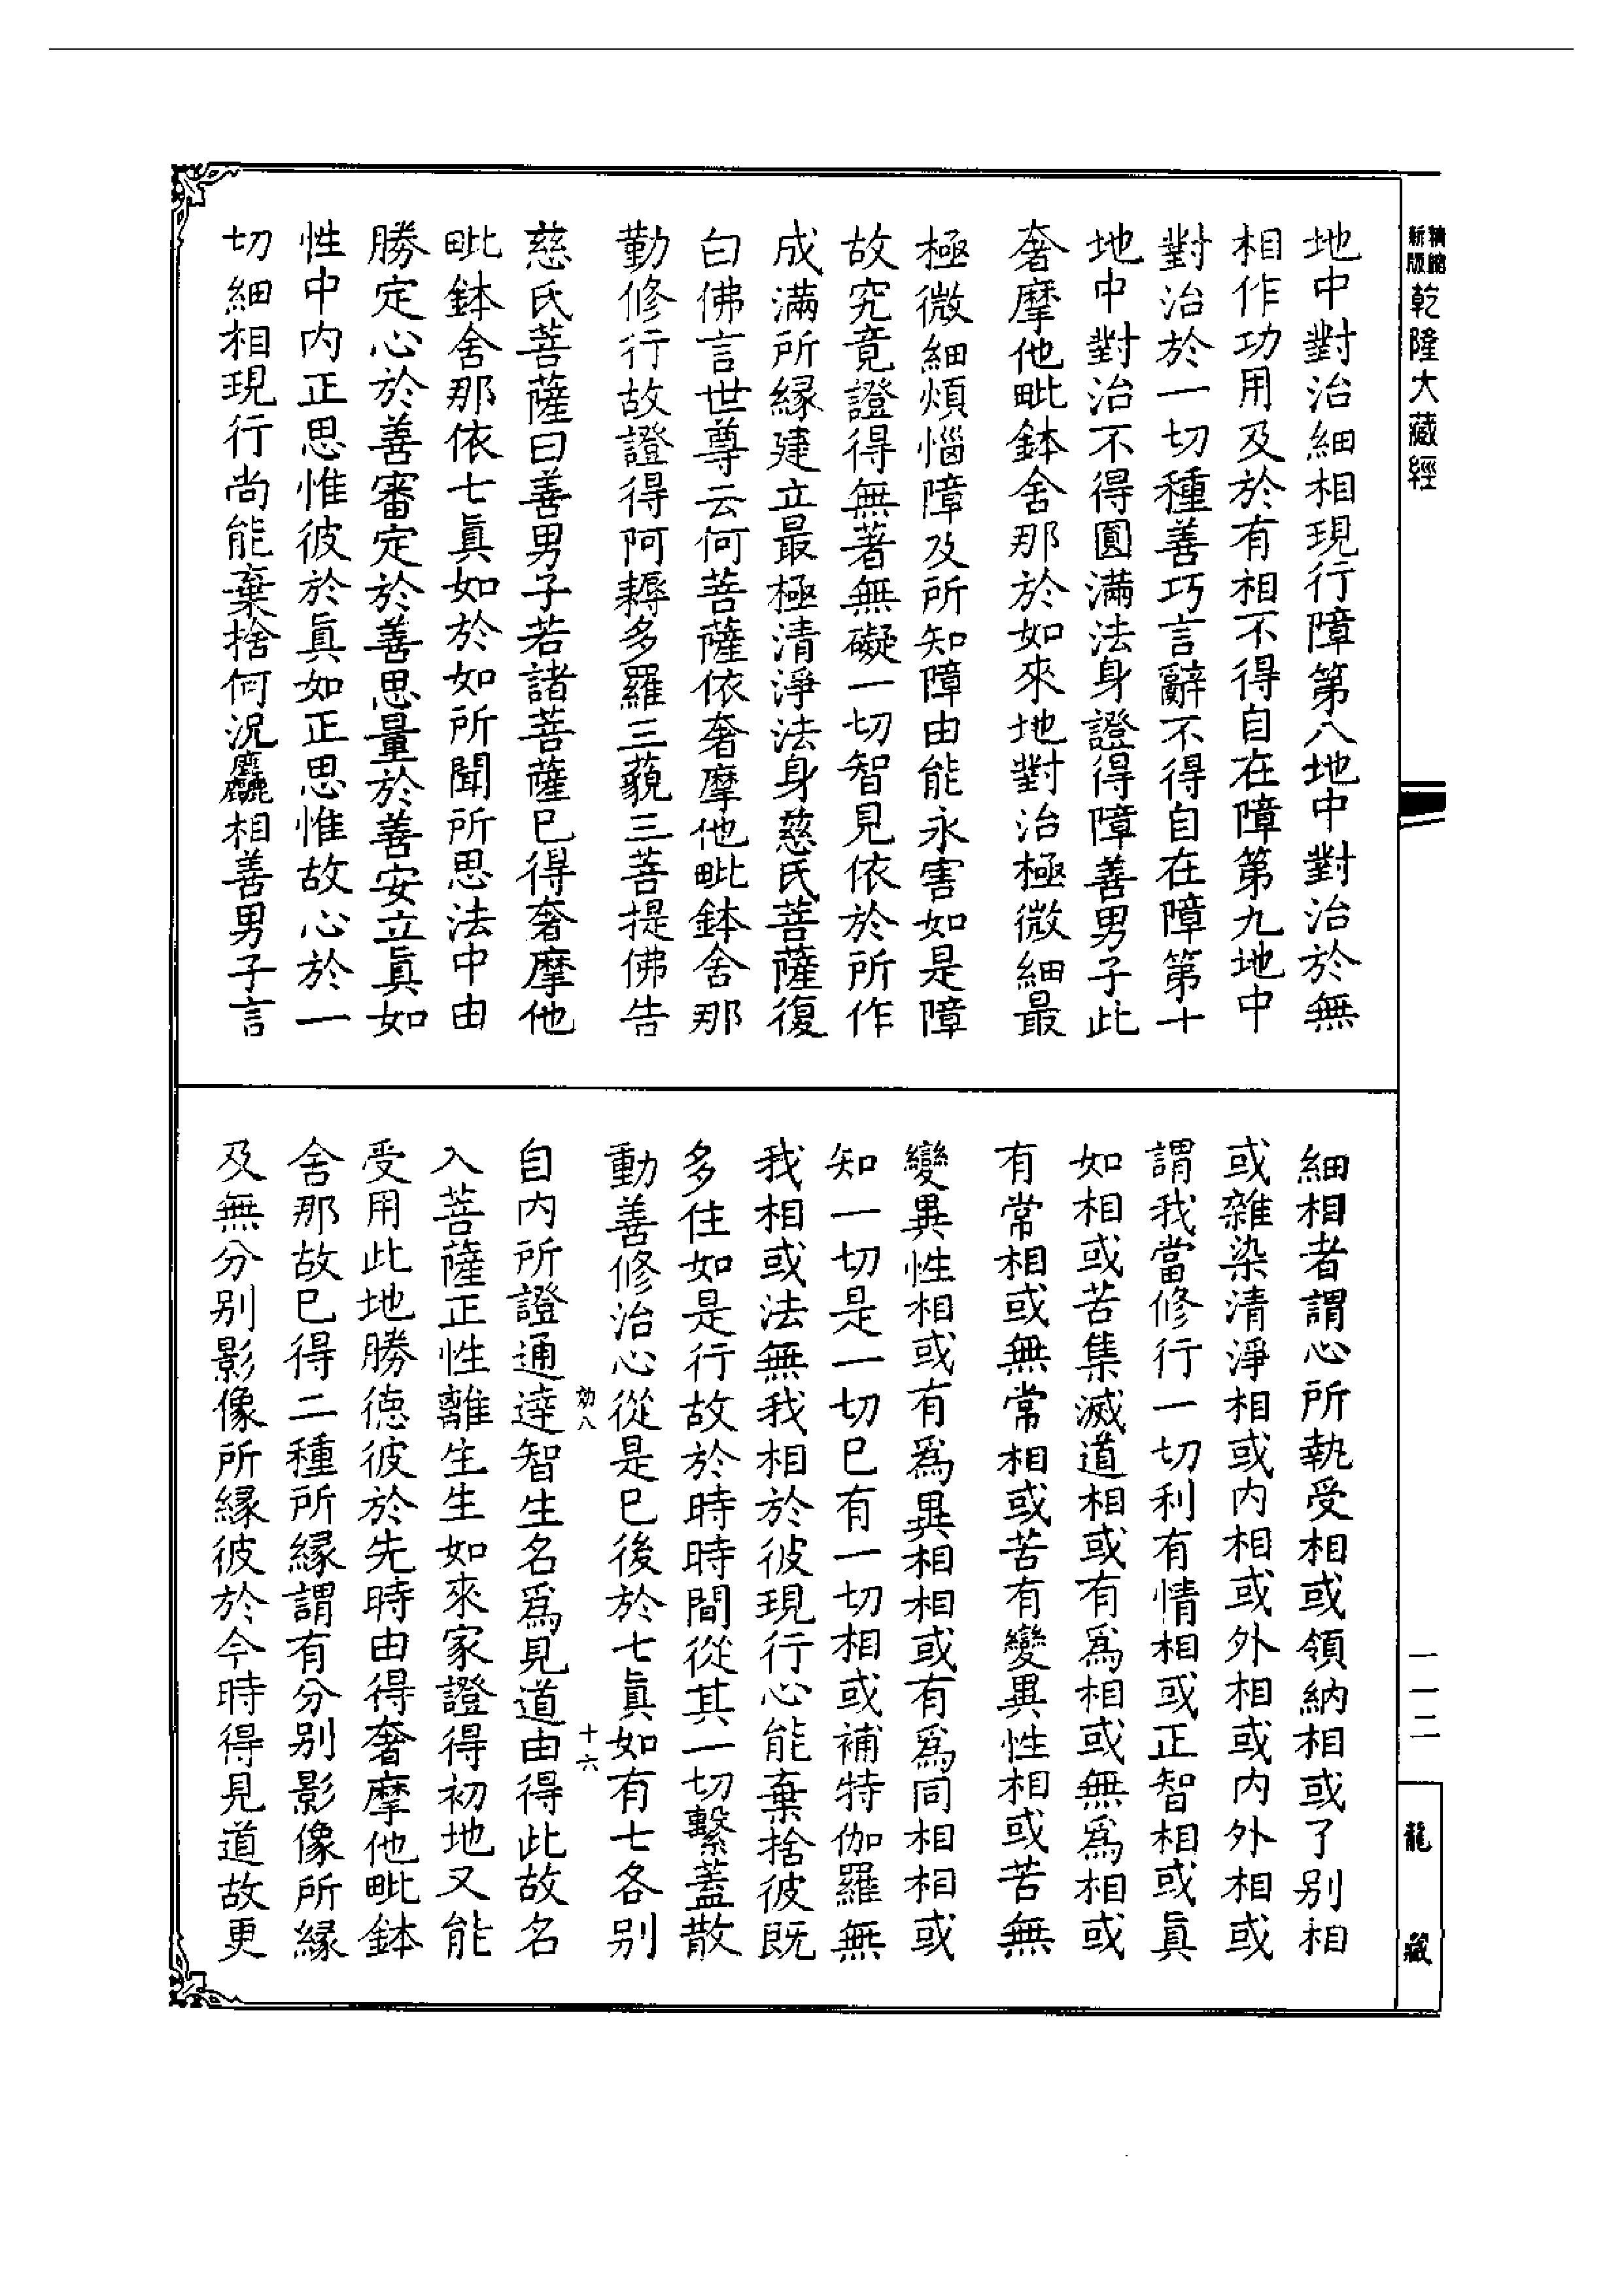 精縮
新版
乾隆大藏經
地中對治細相現行障第八地中對治於無
相作功用及於有相不得自在障第九地中
對治於一切種善巧言辭不得自在障第十
地中對治不得圓滿法身證得障善男子此
奢摩他毗鉢舍那於如來地對治極微細最
極微細煩惱障及所知障由能永害如是障
故究竟證得無著無礙一切智見依於所作
成滿所緣建立最極清淨法身慈氏菩薩復
白佛言世尊云何菩薩依奢摩他毗鉢舍那
勤修行故證得阿耨多羅三藐三菩提佛告
慈氏菩薩曰善男子若諸菩薩已得奢摩他
毗鉢舍那依七眞如於如所聞所思法中由
勝定心於善審定於善思量於善安立眞如
性中內正思惟彼於眞如正思惟故心於一
切細相現行尚能棄捨何況麤相善男子言
細相者謂心所執受相或領納相或了別相
或雜染清淨相或內相或外相或內外相或
謂我當修行一切利有情相或正智相或眞
如相或苦集滅道相或有爲相或無爲相或
有常相或無常相或苦有變異性相或苦無
變異性相或有爲異相相或有爲同相相或
知一切是一切已有一切相或補特伽羅無
我相或法無我相於彼現行心能棄捨彼旣
多住如是行故於時時間從其一切繫蓋散
動善修治心從是已後於七眞如有七各別
自內所證通達智生名爲見道由得此故名
入菩薩正性離生生如來家證得初地又能
受用此地勝德彼於先時由得奢摩他毗鉢
舍那故已得二種所緣謂有分別影像所緣
及無分別影像所緣彼於今時得見道故更
効八
十六
一一二
龍藏